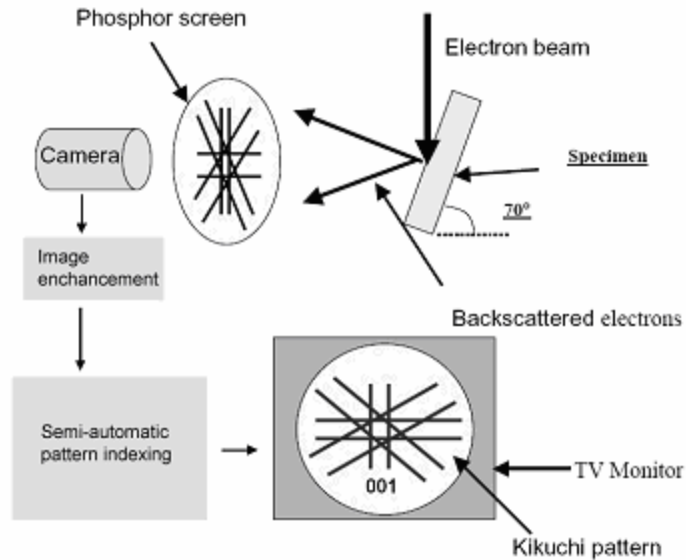 Phosphor screen
Electron beam
Camera
Specimen
70°
Image
enchancement
Backscattered electrons
Semi-automatic
pattern indexing
001
TV Monitor
Kikuchi pattern